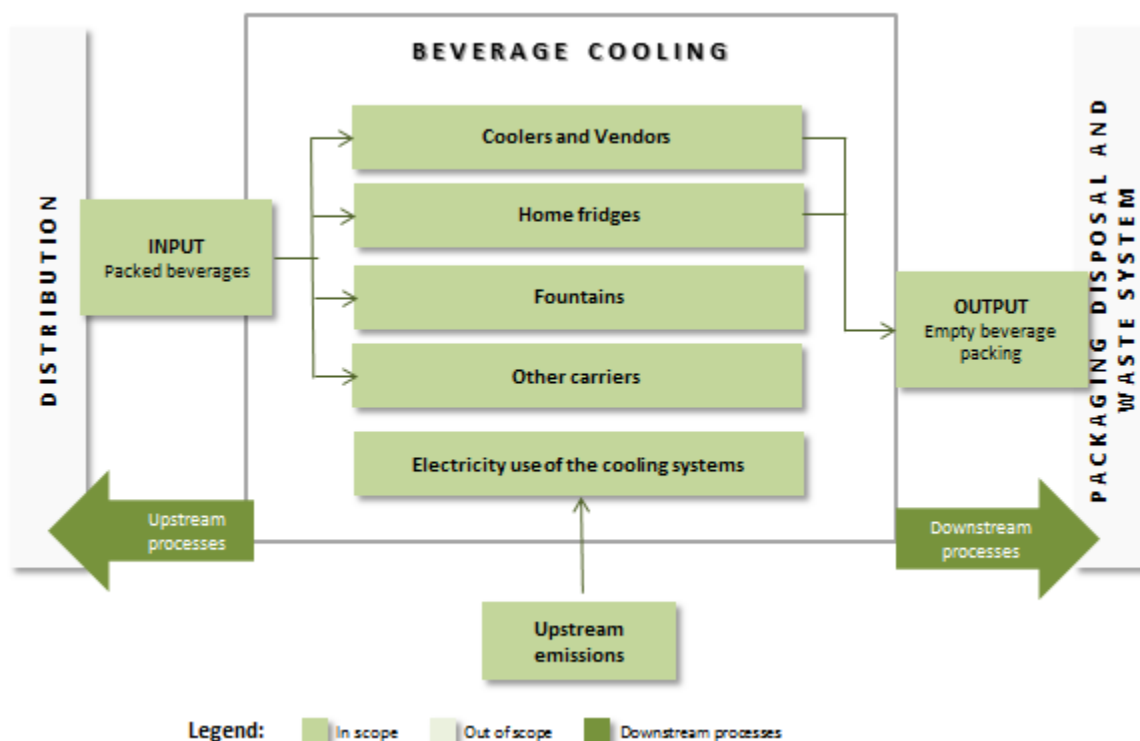 BEVERAGE COOLING
DISTRIBUTION
INPUT
Packed beverages
Coolers and Vendors
Home fridges
Fountains
Other carriers
Electricity use of the cooling systems
OUTPUT
Empty beverage
packing
PACKAGING DISPOSAL AND
WASTE SYSTEM
Upstream
processes
Downstream
processes
Upstream
emissions
Legend:
In scope
Out of scope
Downstream processes